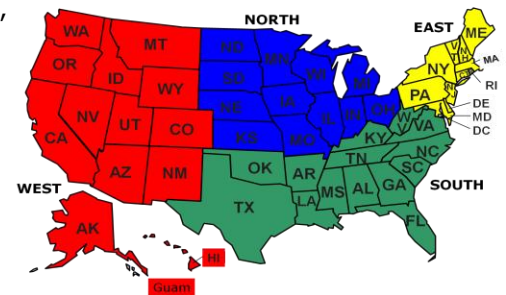 ,
NORTH
EAST
WA
MT
ND
MN
ME
OR
ID
SD
WI
MI
V
T
N
H
MA
NY
WY
RI
NE
IA
PA
NV
IL
IN
OH
DE
UT
CO
KS
MO
W
V
VA
MD
DC
CA
KY
NC
TN
AZ
NM
OK
AR
SC
WEST
MS
AL
GA
SOUTH
TX
LA
FL
AK
HI
Guam